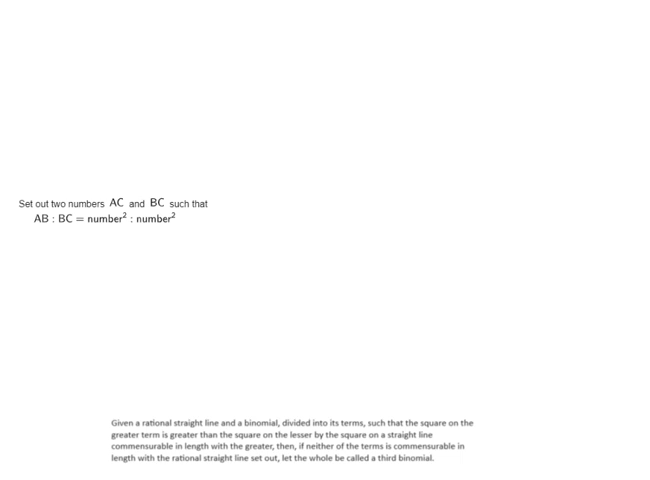 Set out two numbers AC and BC such that
AB : BC = number² : number²
Given a rational straight line and a binomial, divided into its terms, such that the square on the
greater term is greater than the square on the lesser by the square on a straight line
commensurable in length with the greater, then, if neither of the terms is commensurable in
length with the rational straight line set out, let the whole be called a third binomial.